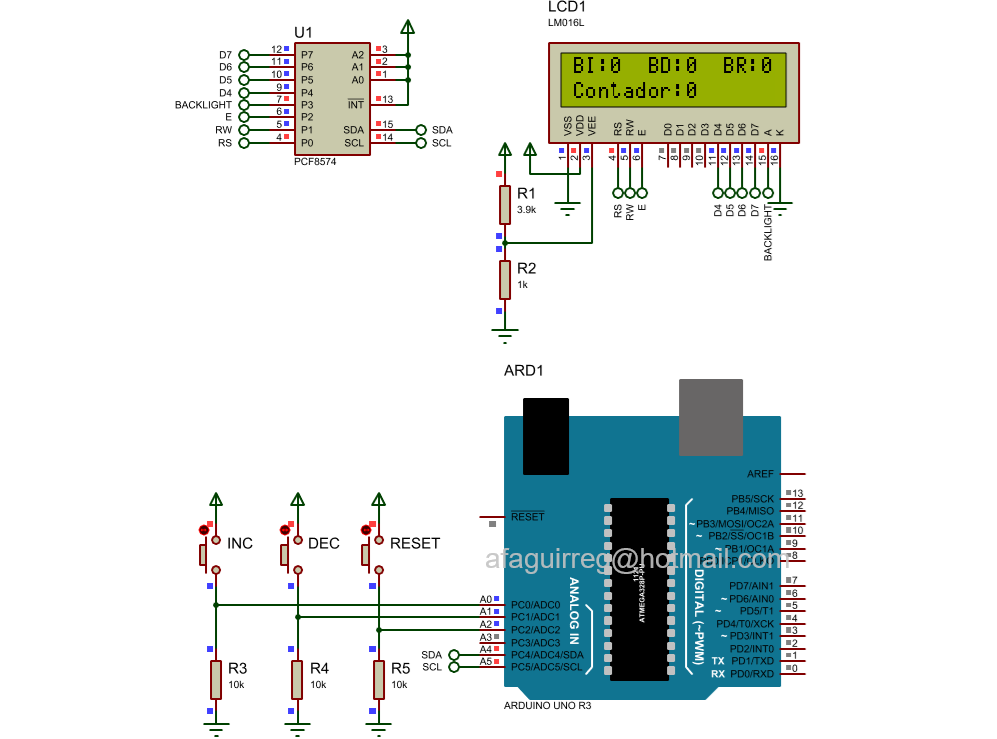 LCD1
LM016L
U1
D7 12 P7 A2 3
D6 11 P6 A1 2
D5 10 P5 A0 1
D4 9 P4
BACKLIGHT 7 P3 INT 13
E 6 P2
RW 5 P1 SDA 15 SDA
RS 4 P0 SCL 14 SCL
PCF8574
BI:0 BD:0 BR:0
Contador:0
VSS VDD VEE RS RW E D0 D1 D2 D3 D4 D5 D6 D7 A K
1 2 3 4 5 6 7 8 9 10 11 12 13 14 15 16
RS RW E D4 D5 D6 D7 BACKLIGHT
R1
3.9k
R2
1k
ARD1
AREF
RESET
PB5/SCK 13
PB4/MISO 12
~PB3/MOSI/OC2A 11
~ PB2/SS/OC1B 10
~PB1/OC1A 9
8
afaguirreg@hotmail.com
PD7/AIN1 7
~ PD6/AIN0 6
~ PD5/T1 5
PD4/T0/XCK 4
~ PD3/INT1 3
PD2/INT0 2
TX PD1/TXD 1
RX PD0/RXD 0
DIGITAL (~PWM)
ANALOG IN
ATMEGA328P-PU
1121
INC
DEC
RESET
A0 PC0/ADC0
A1 PC1/ADC1
A2 PC2/ADC2
A3 PC3/ADC3
SDA A4 PC4/ADC4/SDA
SCL A5 PC5/ADC5/SCL
R3
10k
R4
10k
R5
10k
ARDUINO UNO R3